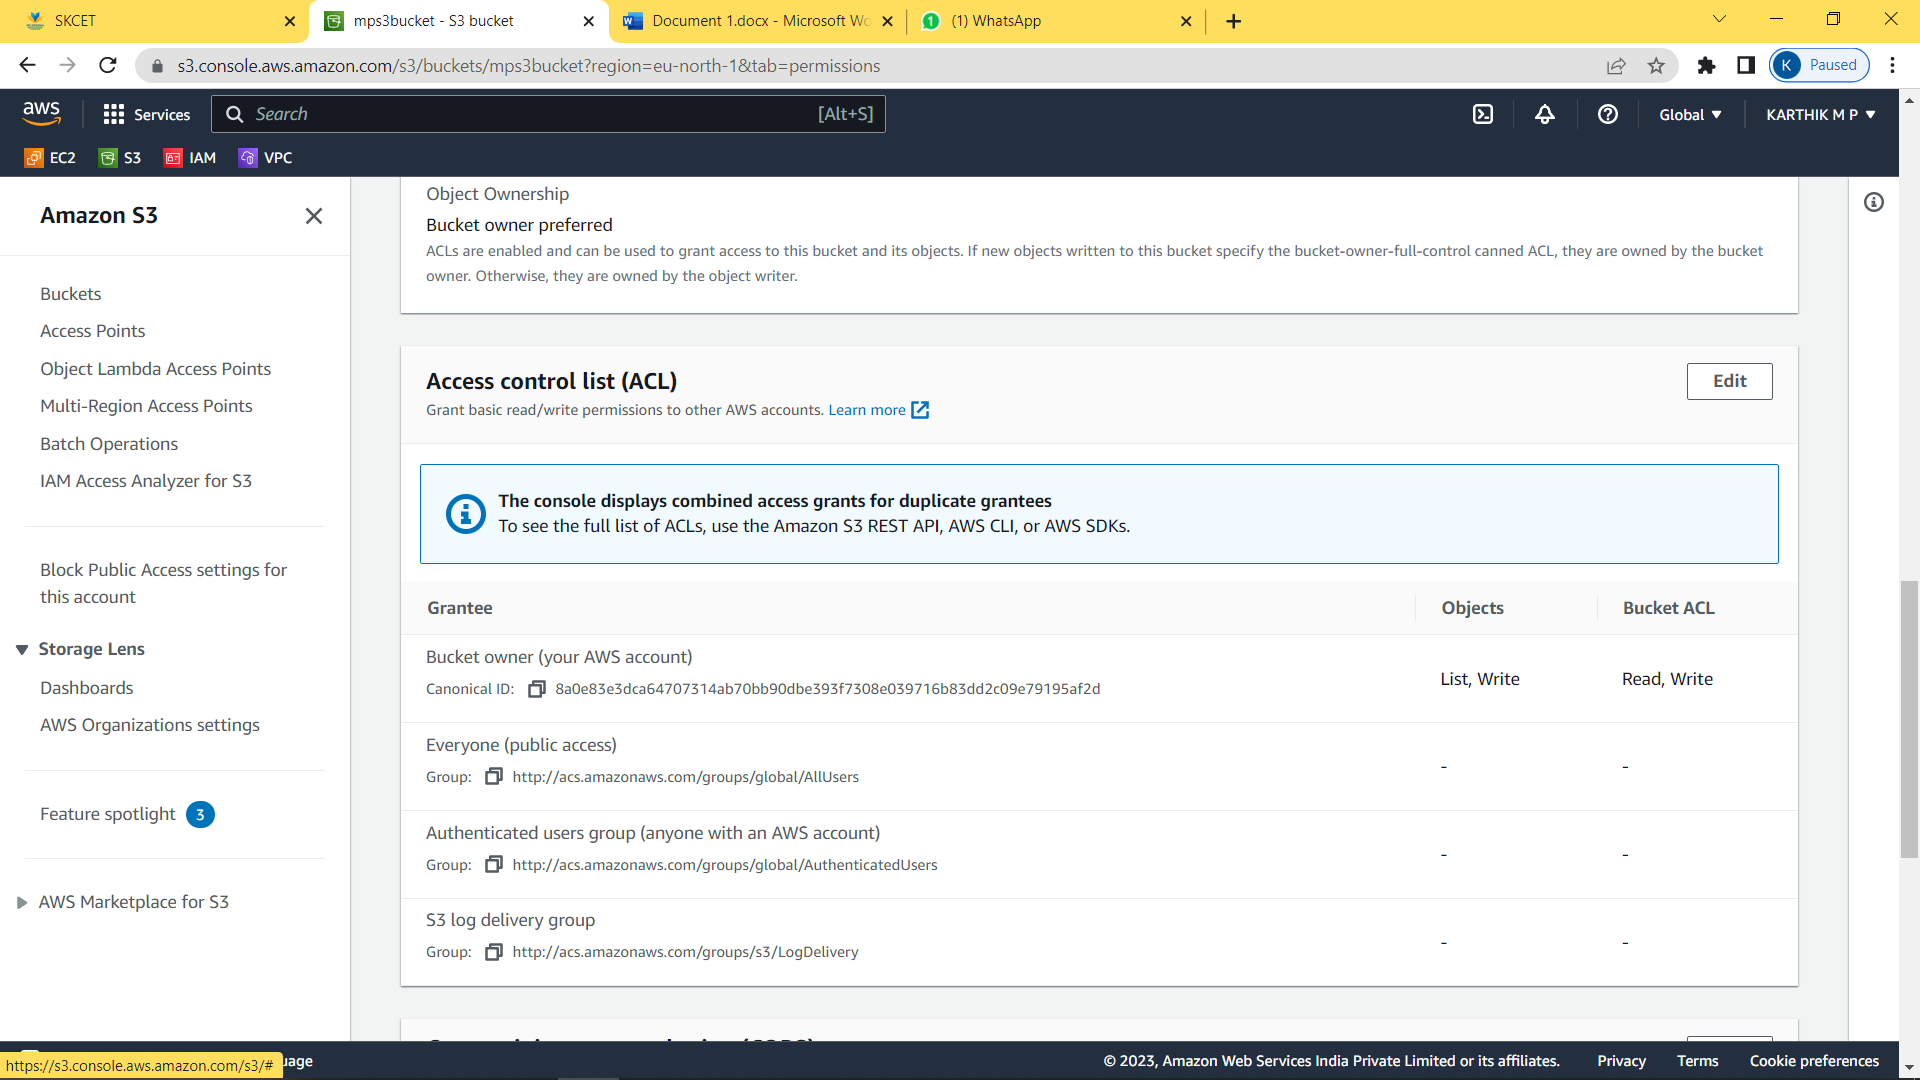 SKCET
mps3bucket - S3 bucket
Document 1.docx - Microsoft Wo
(1) WhatsApp
s3.console.aws.amazon.com/s3/buckets/mps3bucket?region=eu-north-1&tab=permissions
K Paused
aws
Services
Search
[Alt+S]
Global
KARTHIK M P
EC2
S3
IAM
VPC
Amazon S3
Buckets
Access Points
Object Lambda Access Points
Multi-Region Access Points
Batch Operations
IAM Access Analyzer for S3
Block Public Access settings for
this account
Storage Lens
Dashboards
AWS Organizations settings
Feature spotlight 3
AWS Marketplace for S3
Object Ownership
Bucket owner preferred
ACLs are enabled and can be used to grant access to this bucket and its objects. If new objects written to this bucket specify the bucket-owner-full-control canned ACL, they are owned by the bucket
owner. Otherwise, they are owned by the object writer.
Access control list (ACL)
Edit
Grant basic read/write permissions to other AWS accounts. Learn more
The console displays combined access grants for duplicate grantees
To see the full list of ACLs, use the Amazon S3 REST API, AWS CLI, or AWS SDKs.
Grantee Objects Bucket ACL
Bucket owner (your AWS account)
Canonical ID: 8a0e83e3dca64707314ab70bb90dbe393f7308e039716b83dd2c09e79195af2d
List, Write Read, Write
Everyone (public access)
Group: http://acs.amazonaws.com/groups/global/AllUsers
- -
Authenticated users group (anyone with an AWS account)
Group: http://acs.amazonaws.com/groups/global/AuthenticatedUsers
- -
S3 log delivery group
Group: http://acs.amazonaws.com/groups/s3/LogDelivery
- -
https://s3.console.aws.amazon.com/s3/#
uage
© 2023, Amazon Web Services India Private Limited or its affiliates.
Privacy
Terms
Cookie preferences